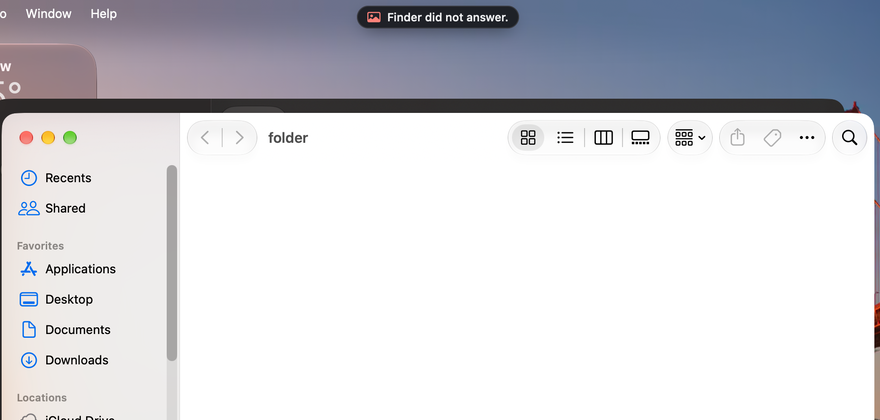 o Window Help
Finder did not answer.
w
folder
Recents
Shared
Favorites
Applications
Desktop
Documents
Downloads
Locations
iCloud Drive